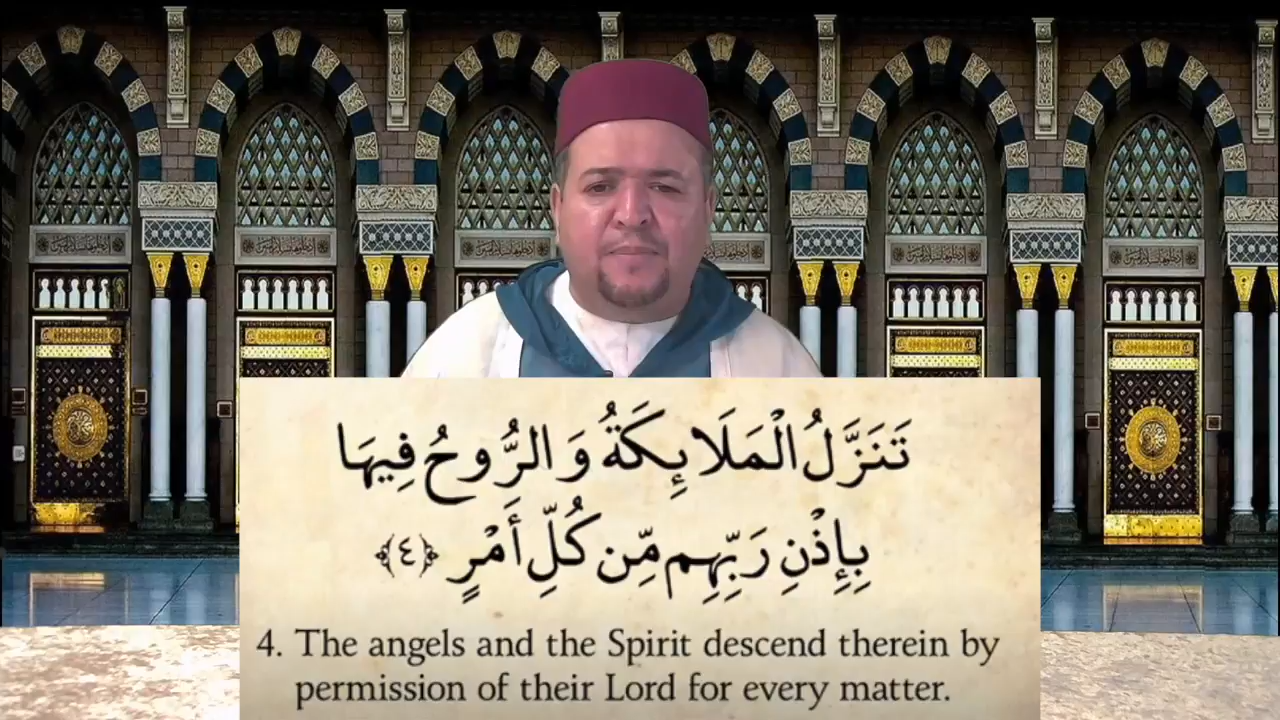 تَنَزَّلُ الْمَلَائِكَةُ وَالرُّوحُ فِيهَا
بِإِذْنِ رَبِّهِم مِّن كُلِّ أَمْرٍ ﴿٤﴾
4. The angels and the Spirit descend therein by
permission of their Lord for every matter.